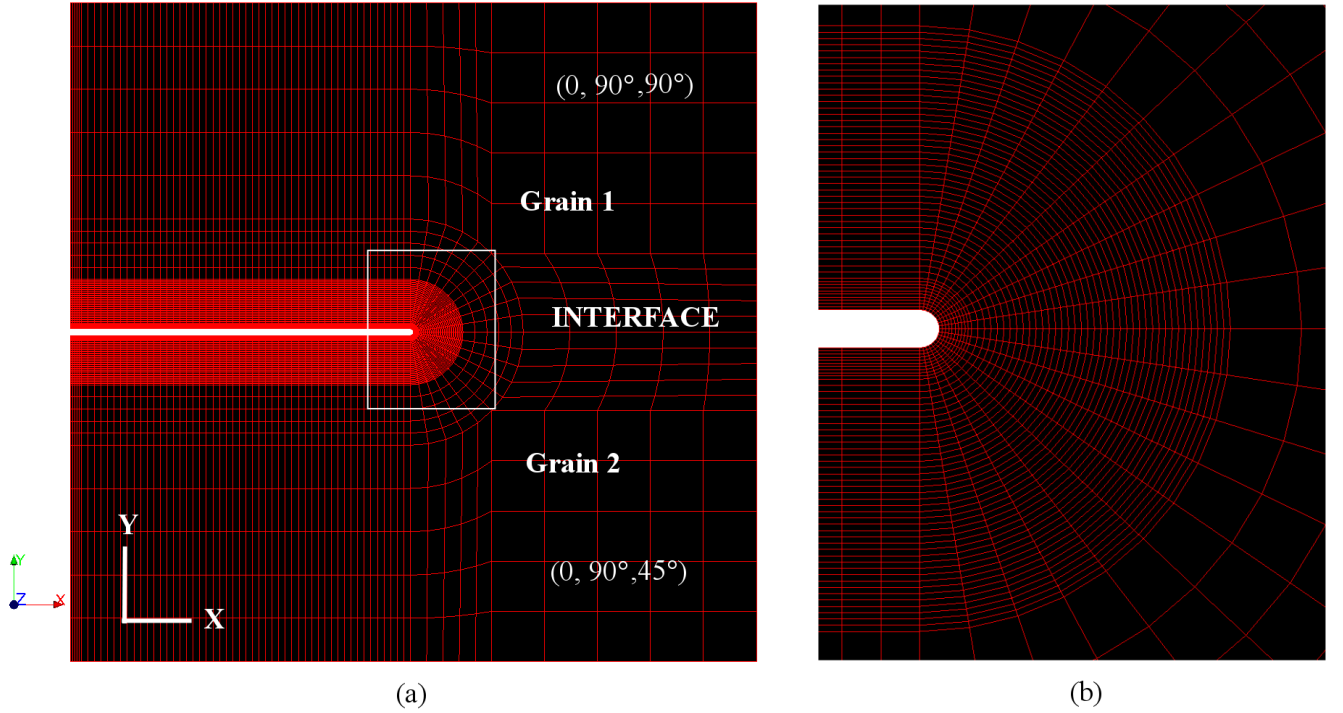 (0, 90°,90°)
Grain 1
INTERFACE
Grain 2
(0, 90°,45°)
Y
X
Y
Z
X
(a)
(b)